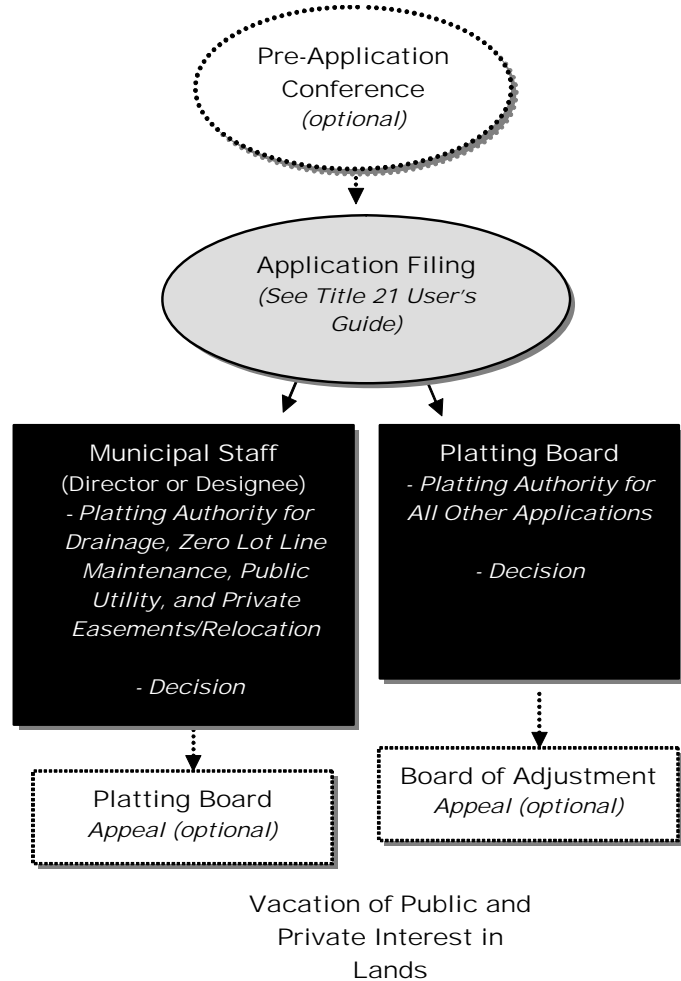 Pre-Application
Conference
(optional)
Application Filing
(See Title 21 User's
Guide)
Municipal Staff
(Director or Designee)
- Platting Authority for
Drainage, Zero Lot Line
Maintenance, Public
Utility, and Private
Easements/Relocation
- Decision
Platting Board
- Platting Authority for
All Other Applications
- Decision
Platting Board
Appeal (optional)
Board of Adjustment
Appeal (optional)
Vacation of Public and
Private Interest in
Lands